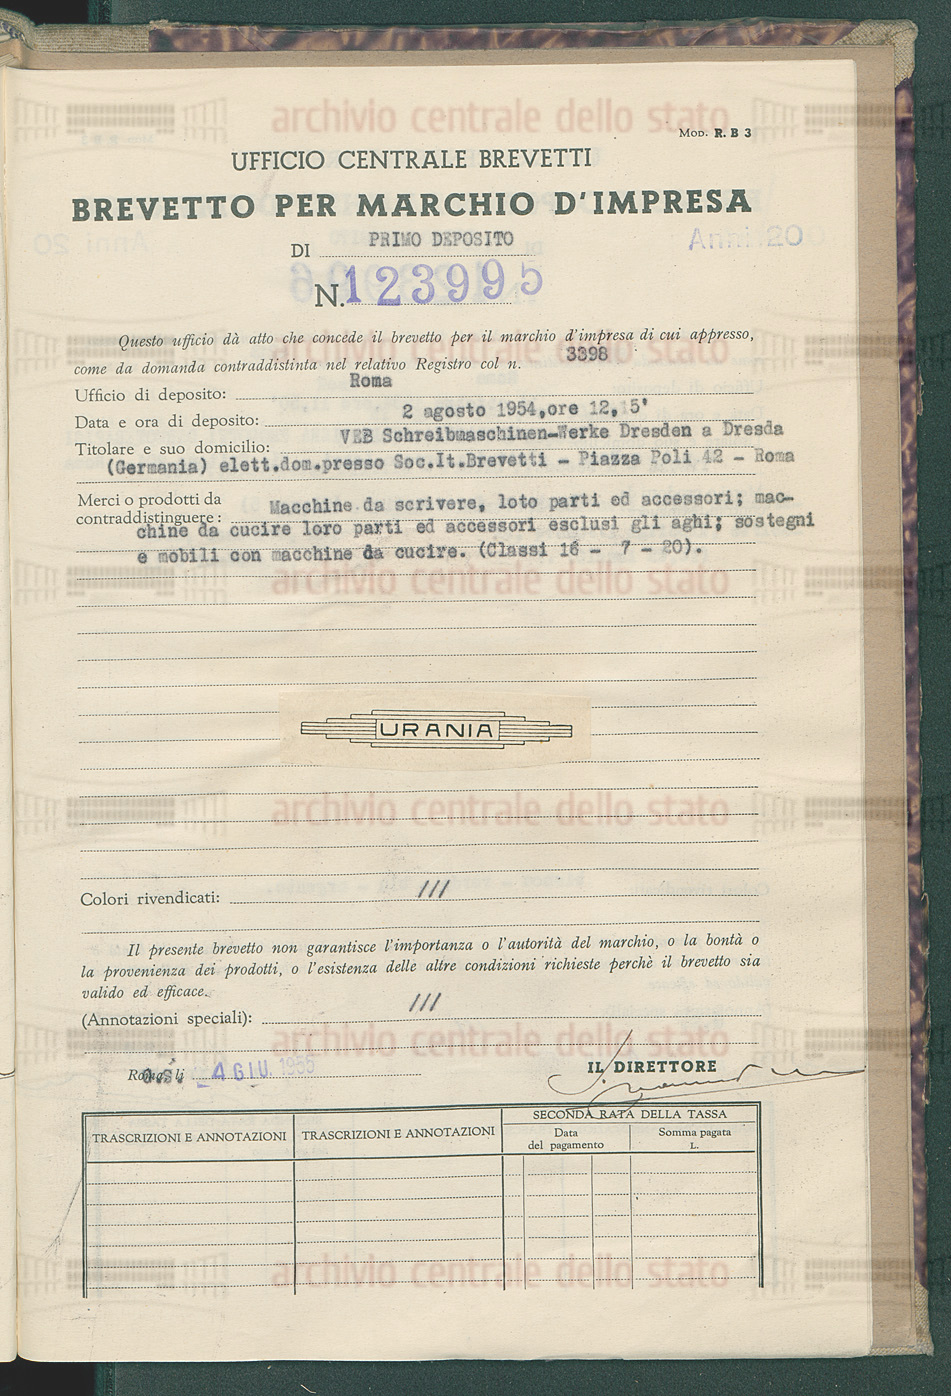 archivio centrale dello stato
Mod. R. B 3
UFFICIO CENTRALE BREVETTI
BREVETTO PER MARCHIO D'IMPRESA
DI PRIMO DEPOSITO
Anni 20
N. 123995
Questo ufficio dà atto che concede il brevetto per il marchio d'impresa di cui appresso,
come da domanda contraddistinta nel relativo Registro col n. 3398
Ufficio di deposito: Roma
Data e ora di deposito: 2 agosto 1954,ore 12,15'
Titolare e suo domicilio: VEB Schreibmaschinen-Werke Dresden a Dresda
(Germania) elett.dom.presso Soc.It.Brevetti - Piazza Poli 42 - Roma
Merci o prodotti da
contraddistinguere: Macchine da scrivere, loto parti ed accessori; mac-
chine da cucire loro parti ed accessori esclusi gli aghi; sostegni
e mobili con macchine da cucire. (Classi 16 - 7 - 20).
archivio centrale dello stato
URANIA
archivio centrale dello stato
Colori rivendicati: ///
Il presente brevetto non garantisce l'importanza o l'autorità del marchio, o la bontà o
la provenienza dei prodotti, o l'esistenza delle altre condizioni richieste perchè il brevetto sia
valido ed efficace.
(Annotazioni speciali): ///
archivio centrale dello stato
Roma, lì 4 GIU. 1955
IL DIRETTORE
TRASCRIZIONI E ANNOTAZIONI
TRASCRIZIONI E ANNOTAZIONI
SECONDA RATA DELLA TASSA
Data
del pagamento
Somma pagata
L.
archivio centrale dello stato